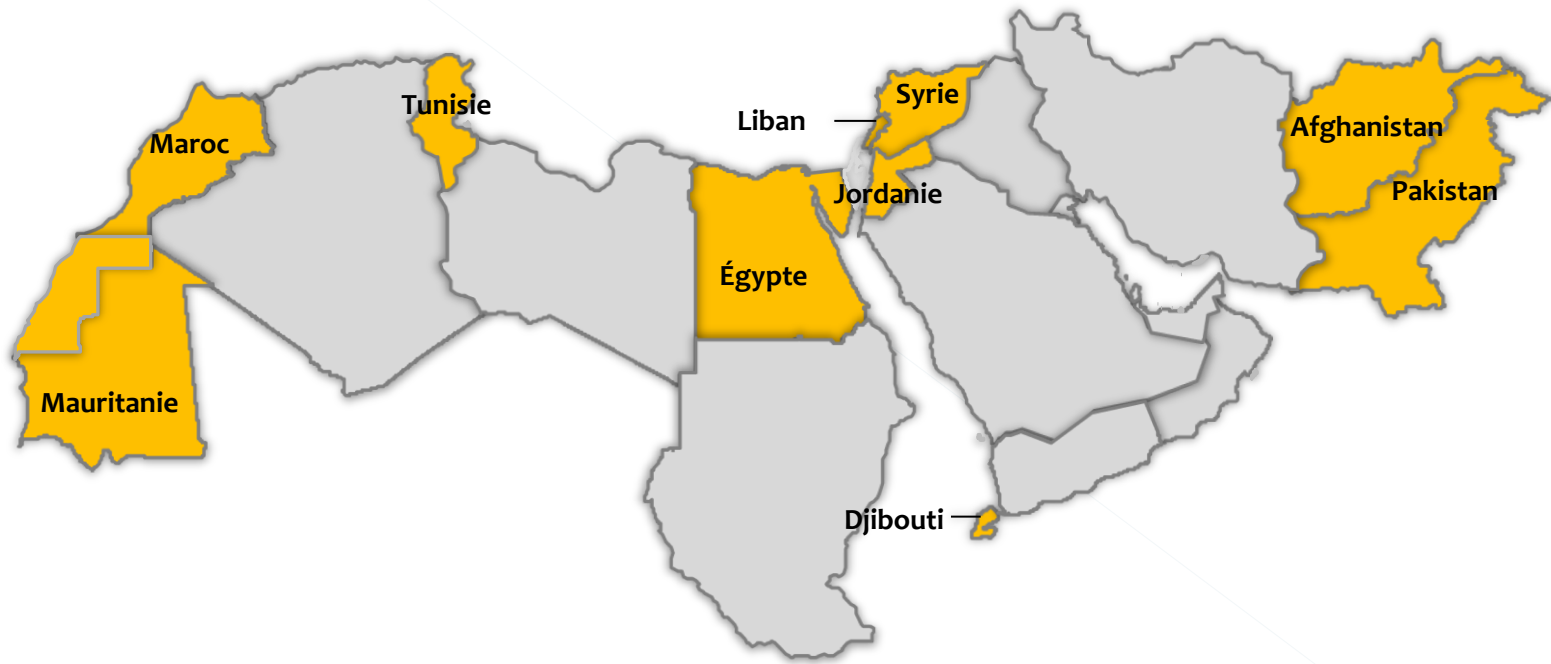 Syrie
Tunisie
Liban
Afghanistan
Maroc
Pakistan
Jordanie
Égypte
Mauritanie
Djibouti